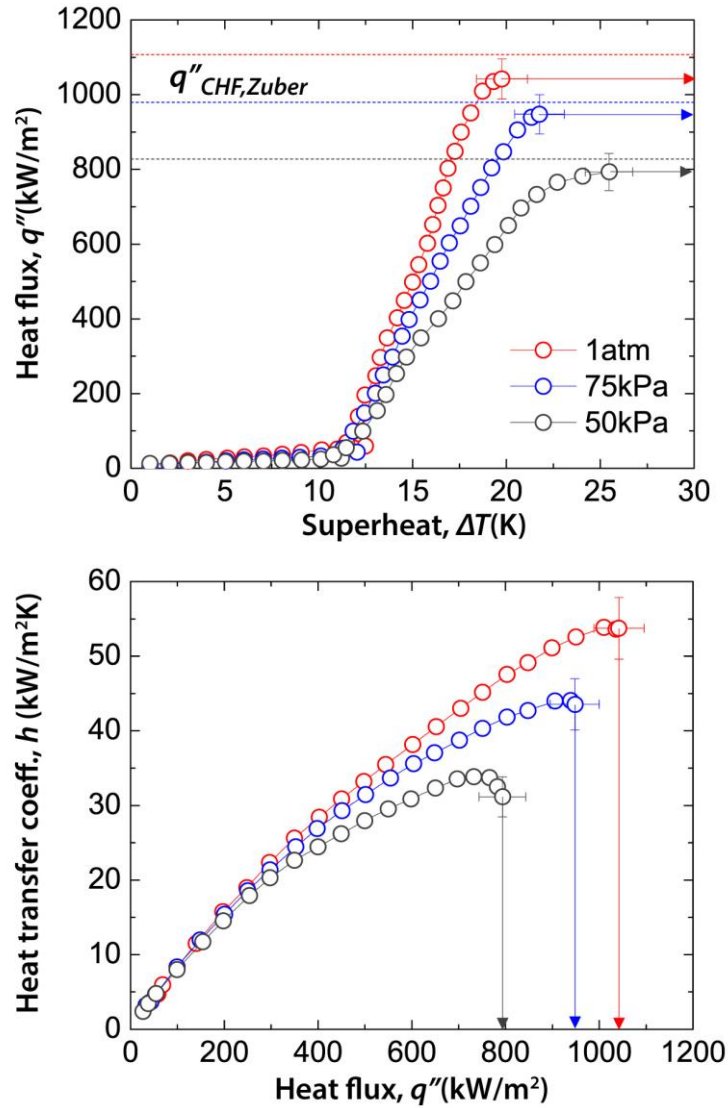 1200
1000
800
600
400
200
0
Heat flux, q″(kW/m²)
q″CHF,Zuber
1atm
75kPa
50kPa
0 5 10 15 20 25 30
Superheat, ΔT(K)
60
50
40
30
20
10
0
Heat transfer coeff., h (kW/m²K)
0 200 400 600 800 1000 1200
Heat flux, q″(kW/m²)